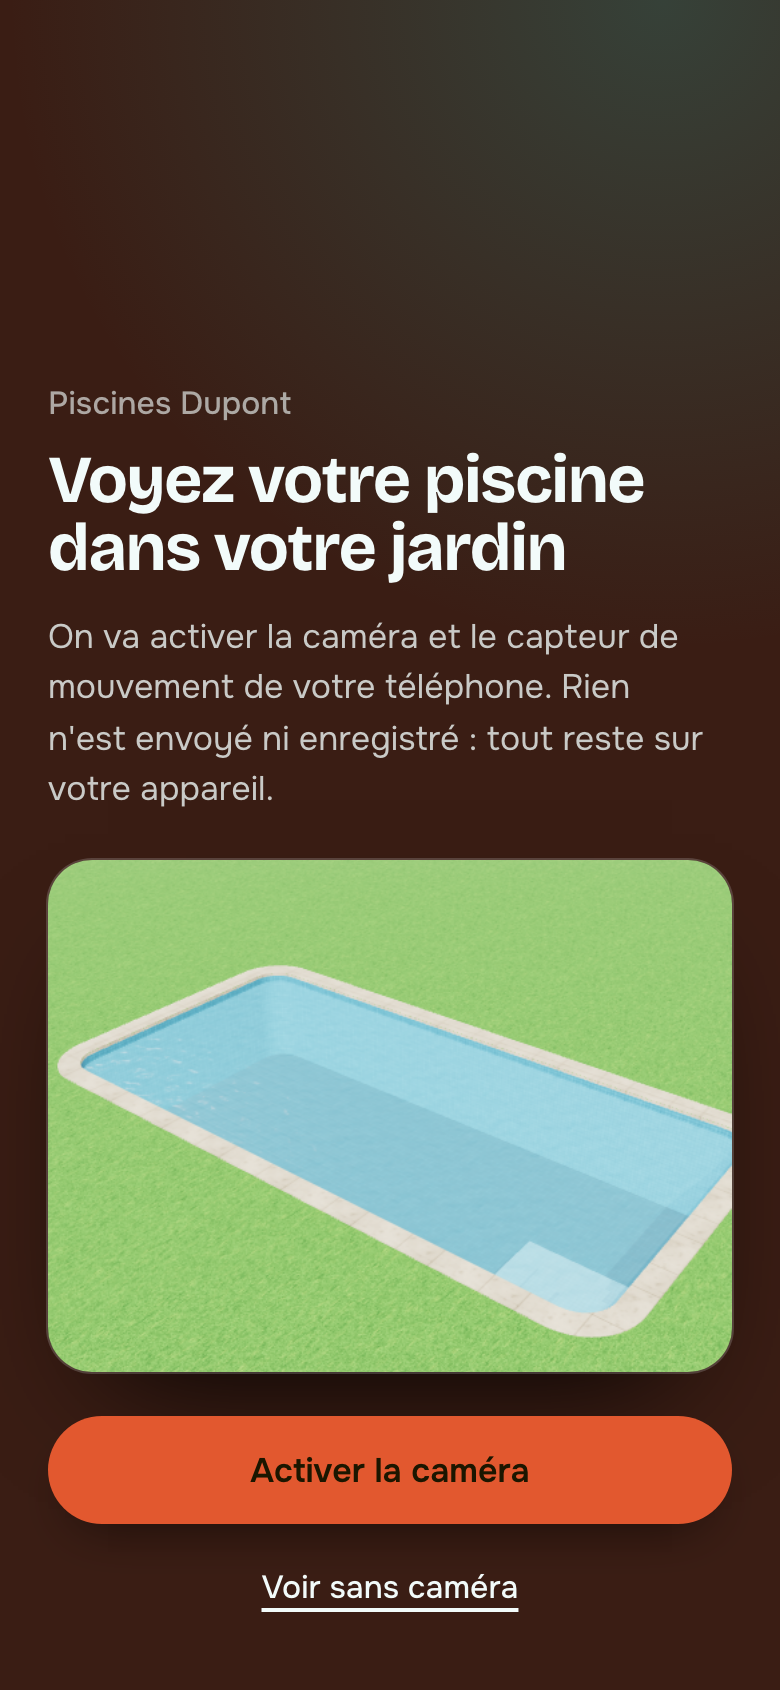 Piscines Dupont
Voyez votre piscine
dans votre jardin
On va activer la caméra et le capteur de
mouvement de votre téléphone. Rien
n'est envoyé ni enregistré : tout reste sur
votre appareil.
Activer la caméra
Voir sans caméra